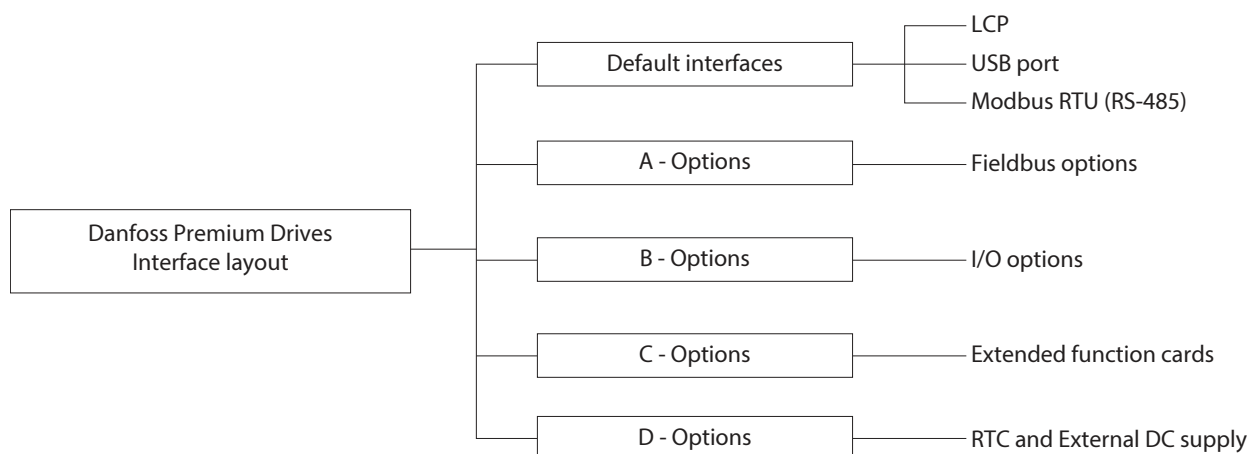 Danfoss Premium Drives
Interface layout
Default interfaces
LCP
USB port
Modbus RTU (RS-485)
A - Options
Fieldbus options
B - Options
I/O options
C - Options
Extended function cards
D - Options
RTC and External DC supply